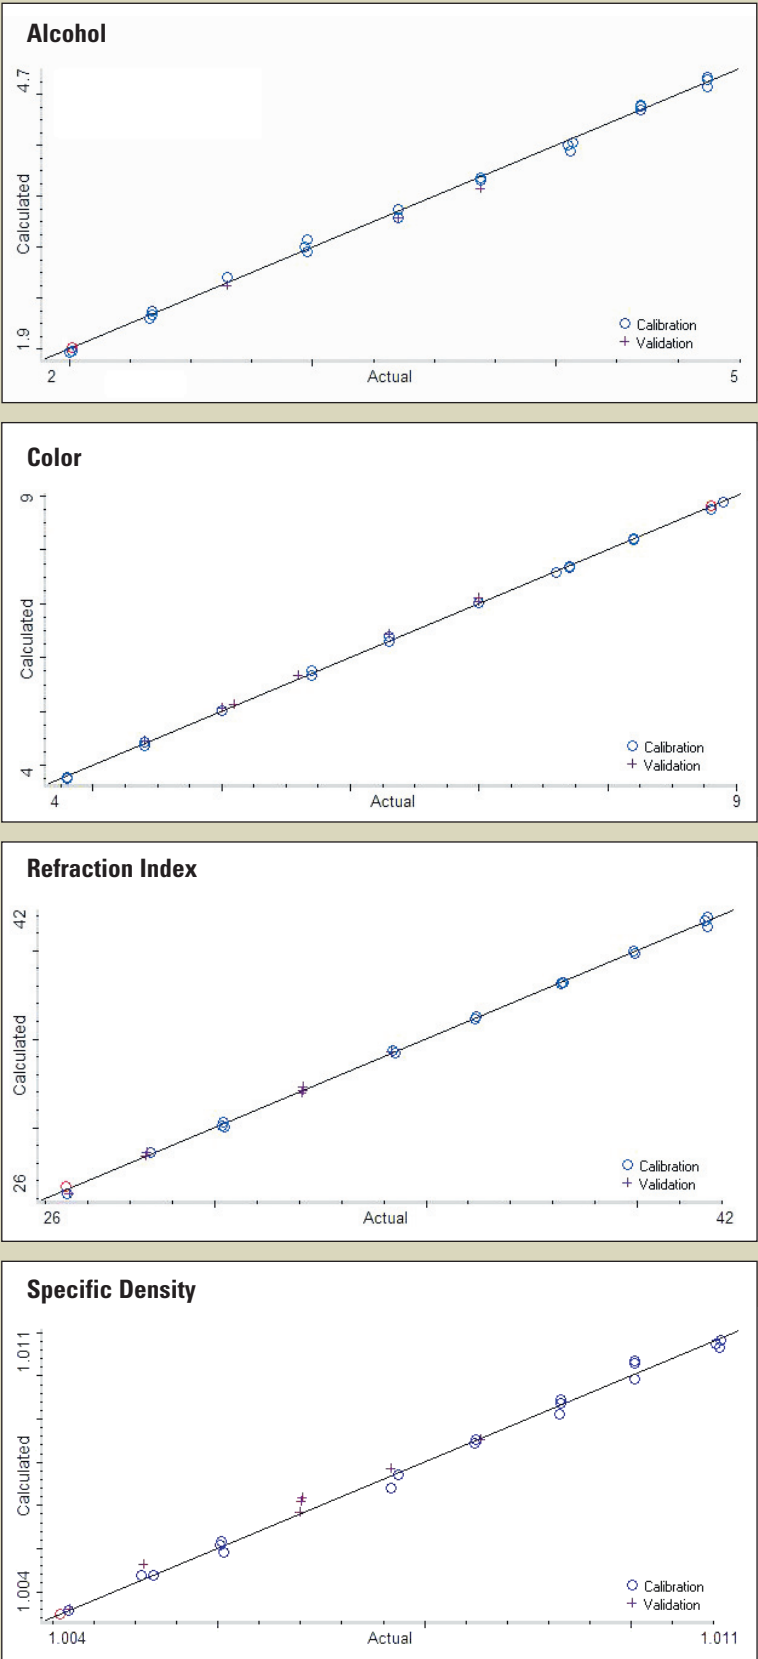 Alcohol
4.7
Calculated
1.9
Calibration
Validation
2 Actual 5
Color
9
Calculated
4
Calibration
Validation
4 Actual 9
Refraction Index
42
Calculated
26
Calibration
Validation
26 Actual 42
Specific Density
1.011
Calculated
1.004
Calibration
Validation
1.004 Actual 1.011